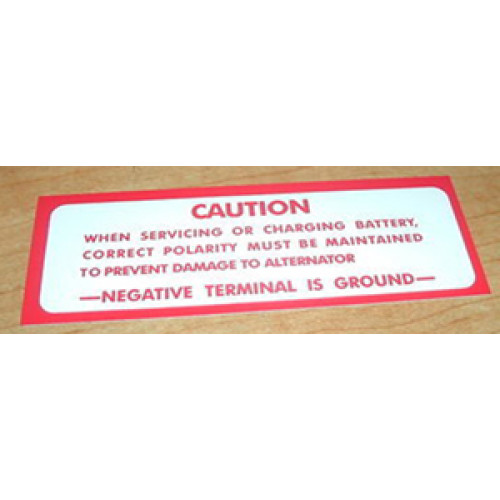 CAUTION
WHEN SERVICING OR CHARGING BATTERY,
CORRECT POLARITY MUST BE MAINTAINED
TO PREVENT DAMAGE TO ALTERNATOR
—NEGATIVE TERMINAL IS GROUND—